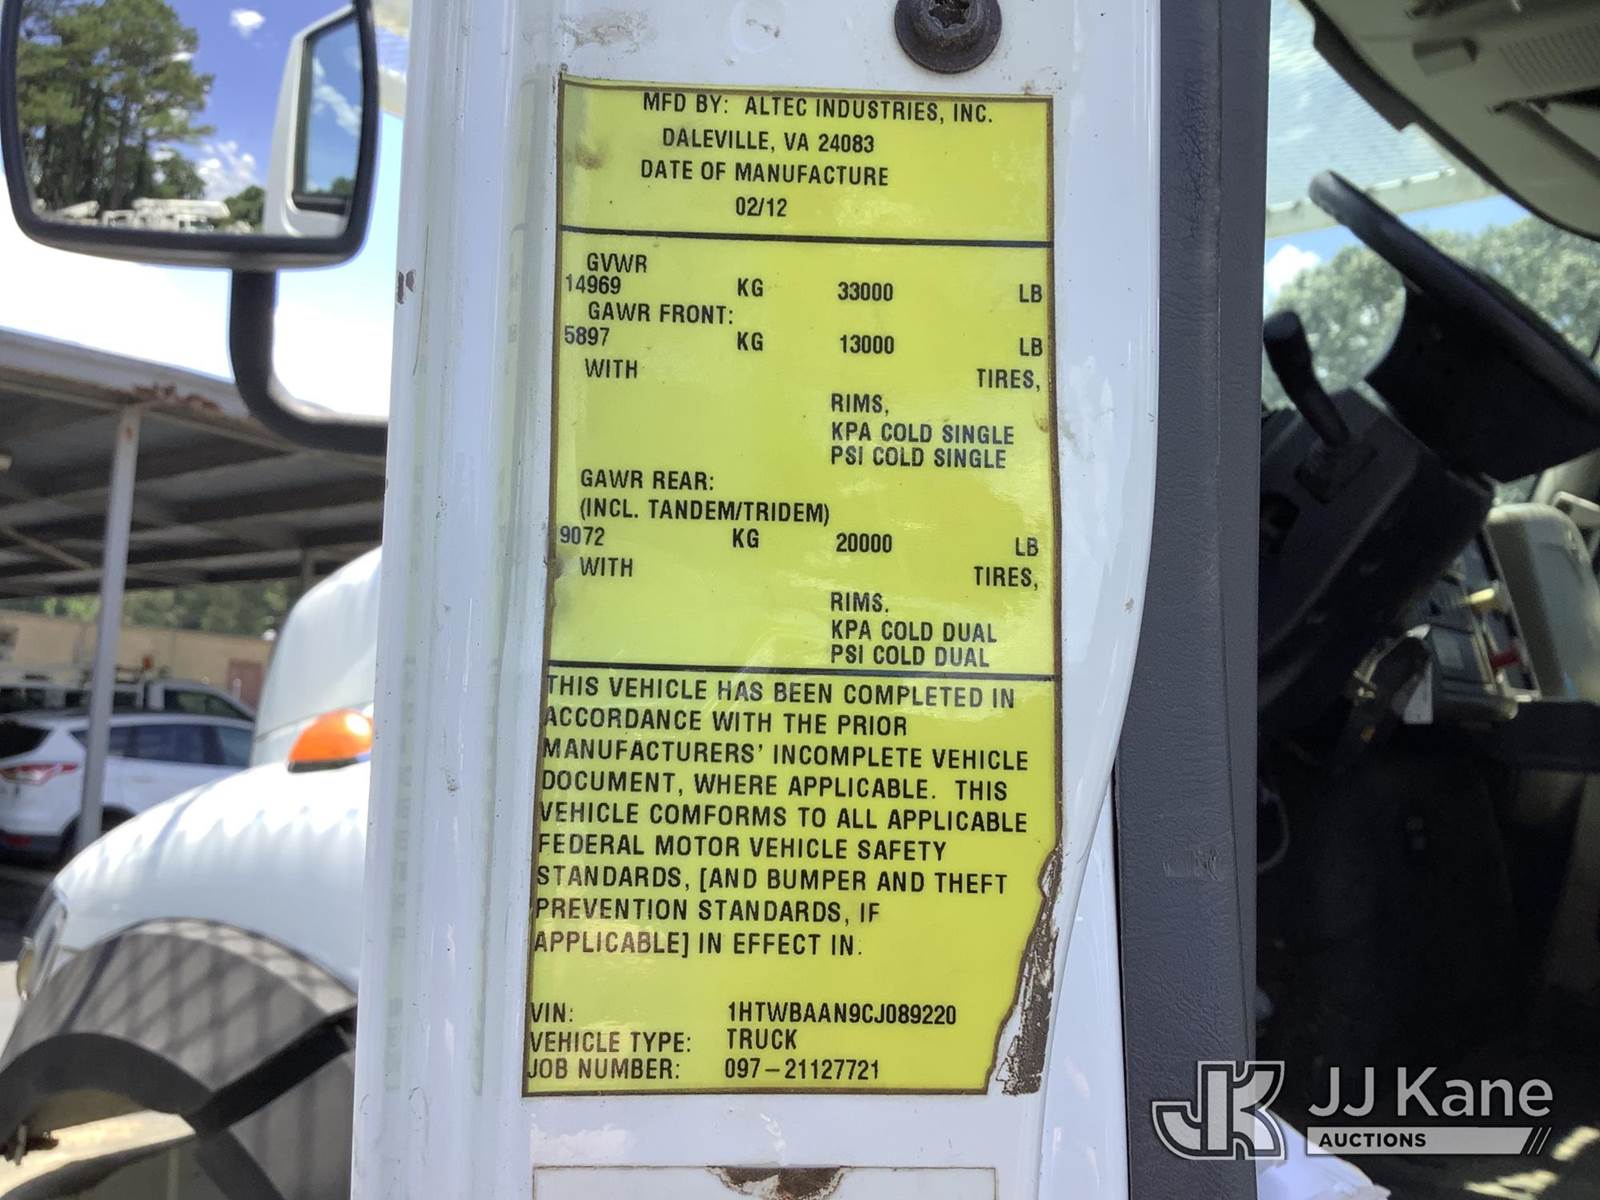 MFD BY: ALTEC INDUSTRIES, INC.
DALEVILLE, VA 24083
DATE OF MANUFACTURE
02/12
GVWR
14969 KG 33000 LB
GAWR FRONT:
5897 KG 13000 LB
WITH TIRES,
RIMS,
KPA COLD SINGLE
PSI COLD SINGLE
GAWR REAR:
(INCL. TANDEM/TRIDEM)
9072 KG 20000 LB
WITH TIRES,
RIMS.
KPA COLD DUAL
PSI COLD DUAL
THIS VEHICLE HAS BEEN COMPLETED IN
ACCORDANCE WITH THE PRIOR
MANUFACTURERS' INCOMPLETE VEHICLE
DOCUMENT, WHERE APPLICABLE. THIS
VEHICLE COMFORMS TO ALL APPLICABLE
FEDERAL MOTOR VEHICLE SAFETY
STANDARDS, [AND BUMPER AND THEFT
PREVENTION STANDARDS, IF
APPLICABLE] IN EFFECT IN.
VIN: 1HTWBAAN9CJ089220
VEHICLE TYPE: TRUCK
JOB NUMBER: 097-21127721
JK JJ Kane
AUCTIONS